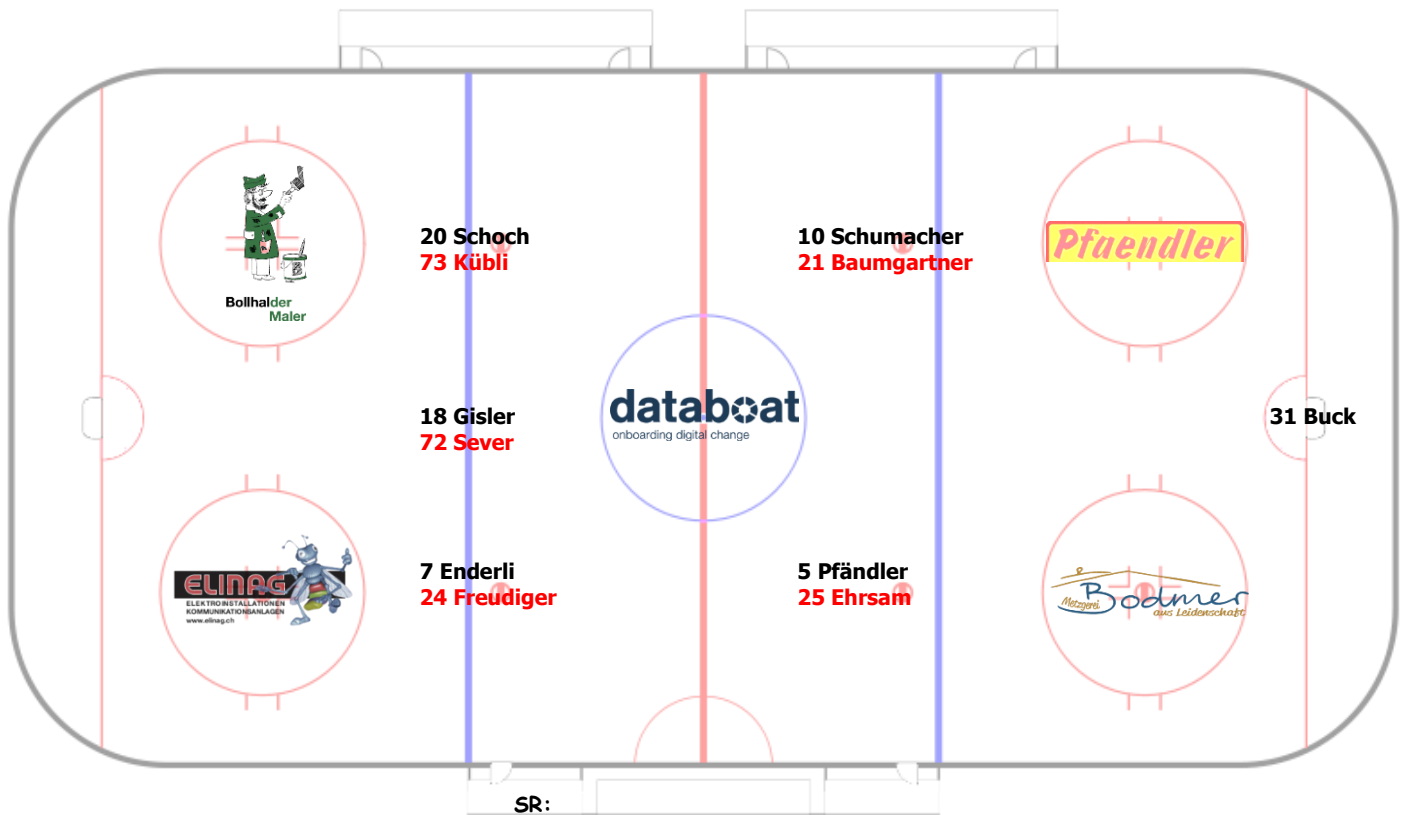 20 Schoch
73 Kübli
10 Schumacher
21 Baumgartner
Pfaendler
Bollhalder
Maler
18 Gisler
72 Sever
databoat
onboarding digital change
31 Buck
7 Enderli
24 Freudiger
5 Pfändler
25 Ehrsam
ELINAG
ELEKTROINSTALLATIONEN
KOMMUNIKATIONSANLAGEN
www.elinag.ch
Metzgerei
Bodmer
aus Leidenschaft
SR: